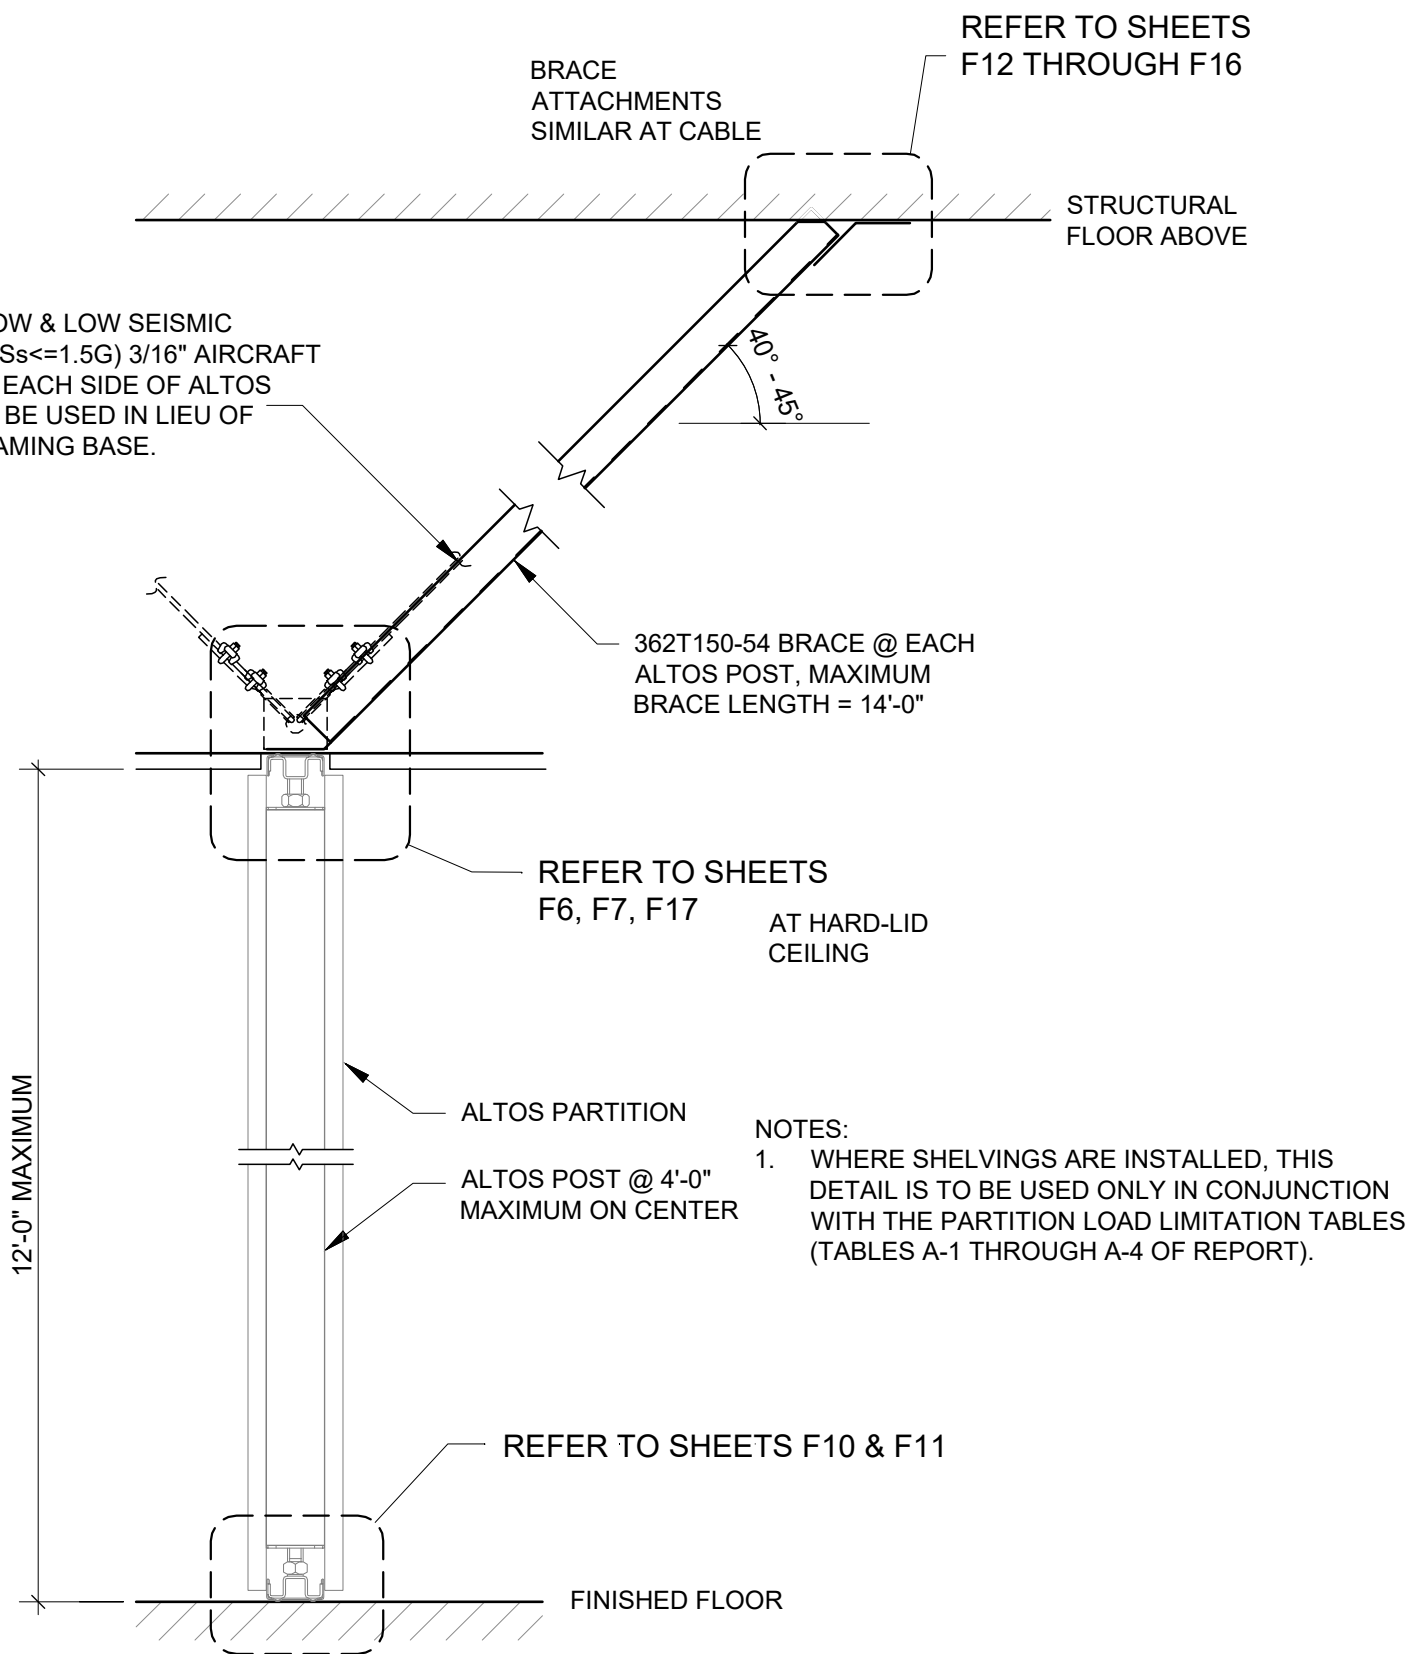 REFER TO SHEETS
F12 THROUGH F16
BRACE
ATTACHMENTS
SIMILAR AT CABLE
STRUCTURAL
FLOOR ABOVE
OW & LOW SEISMIC
Ss<=1.5G) 3/16" AIRCRAFT
EACH SIDE OF ALTOS
BE USED IN LIEU OF
AMING BASE.
40° - 45°
362T150-54 BRACE @ EACH
ALTOS POST, MAXIMUM
BRACE LENGTH = 14'-0"
REFER TO SHEETS
F6, F7, F17
AT HARD-LID
CEILING
12'-0" MAXIMUM
ALTOS PARTITION
ALTOS POST @ 4'-0"
MAXIMUM ON CENTER
NOTES:
1. WHERE SHELVINGS ARE INSTALLED, THIS
DETAIL IS TO BE USED ONLY IN CONJUNCTION
WITH THE PARTITION LOAD LIMITATION TABLES
(TABLES A-1 THROUGH A-4 OF REPORT).
REFER TO SHEETS F10 & F11
FINISHED FLOOR